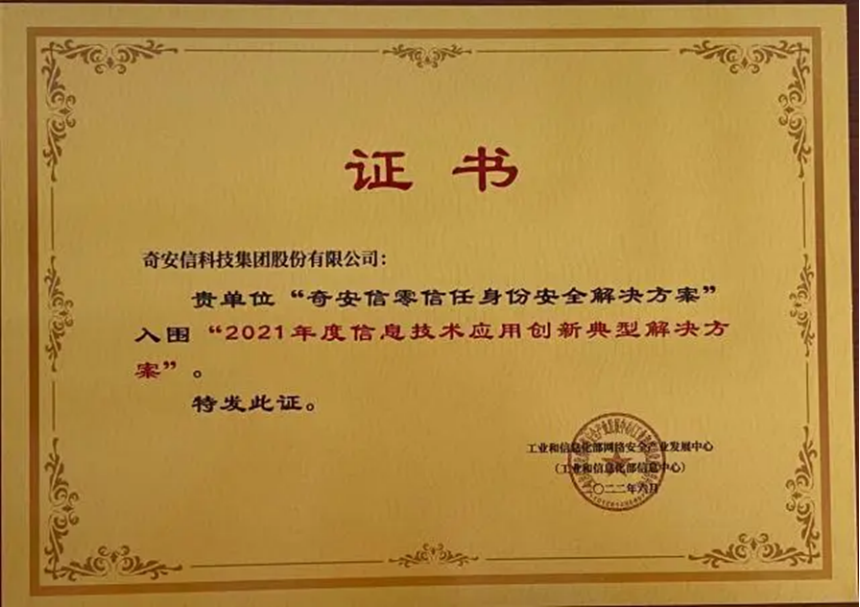 证书
奇安信科技集团股份有限公司：
贵单位“奇安信零信任身份安全解决方案”
入围“2021年度信息技术应用创新典型解决方
案”。
特发此证。
工业和信息化部网络安全产业发展中心
（工业和信息化部信息中心）
二〇二二年六月